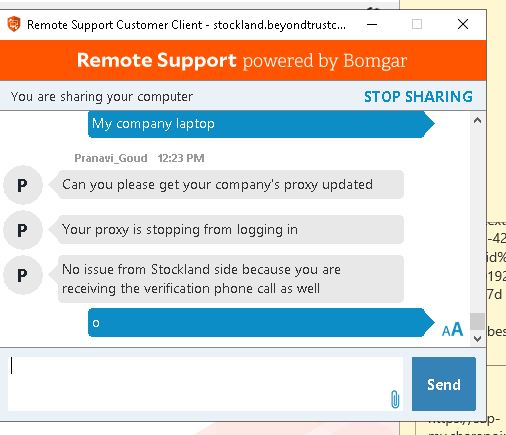 Remote Support Customer Client - stockland.beyondtrustc...
Remote Support powered by Bomgar
You are sharing your computer
STOP SHARING
My company laptop
Pranavi_Goud 12:23 PM
P
Can you please get your company's proxy updated
P
Your proxy is stopping from logging in
P
No issue from Stockland side because you are
receiving the verification phone call as well
o
AA
Send
-42
id%
192
7d
bes